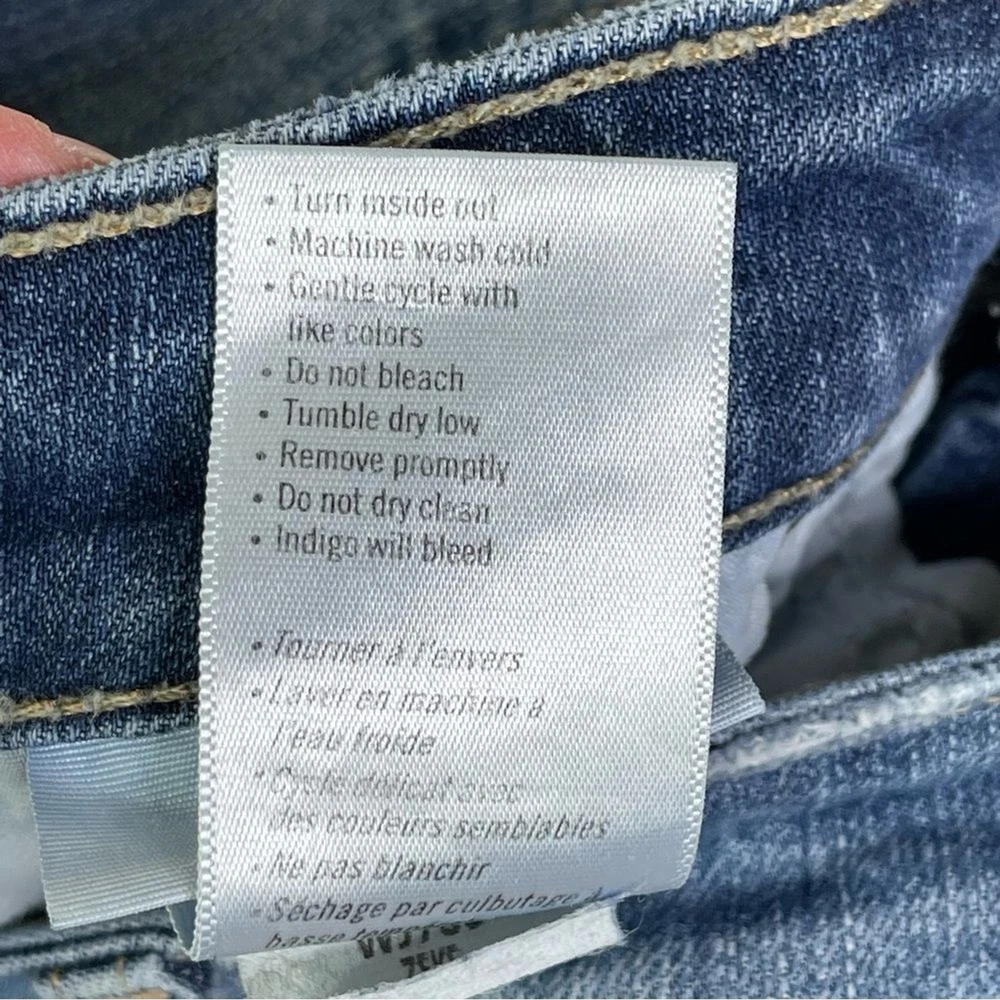 • Turn inside out
• Machine wash cold
• Gentle cycle with
like colors
• Do not bleach
• Tumble dry low
• Remove promptly
• Do not dry clean
• Indigo will bleed
• Tourner à l'envers
• Laver en machine à
l'eau froide
• Cycle délicat avec
des couleurs semblables
• Ne pas blanchir
• Séchage par culbutage à
basse